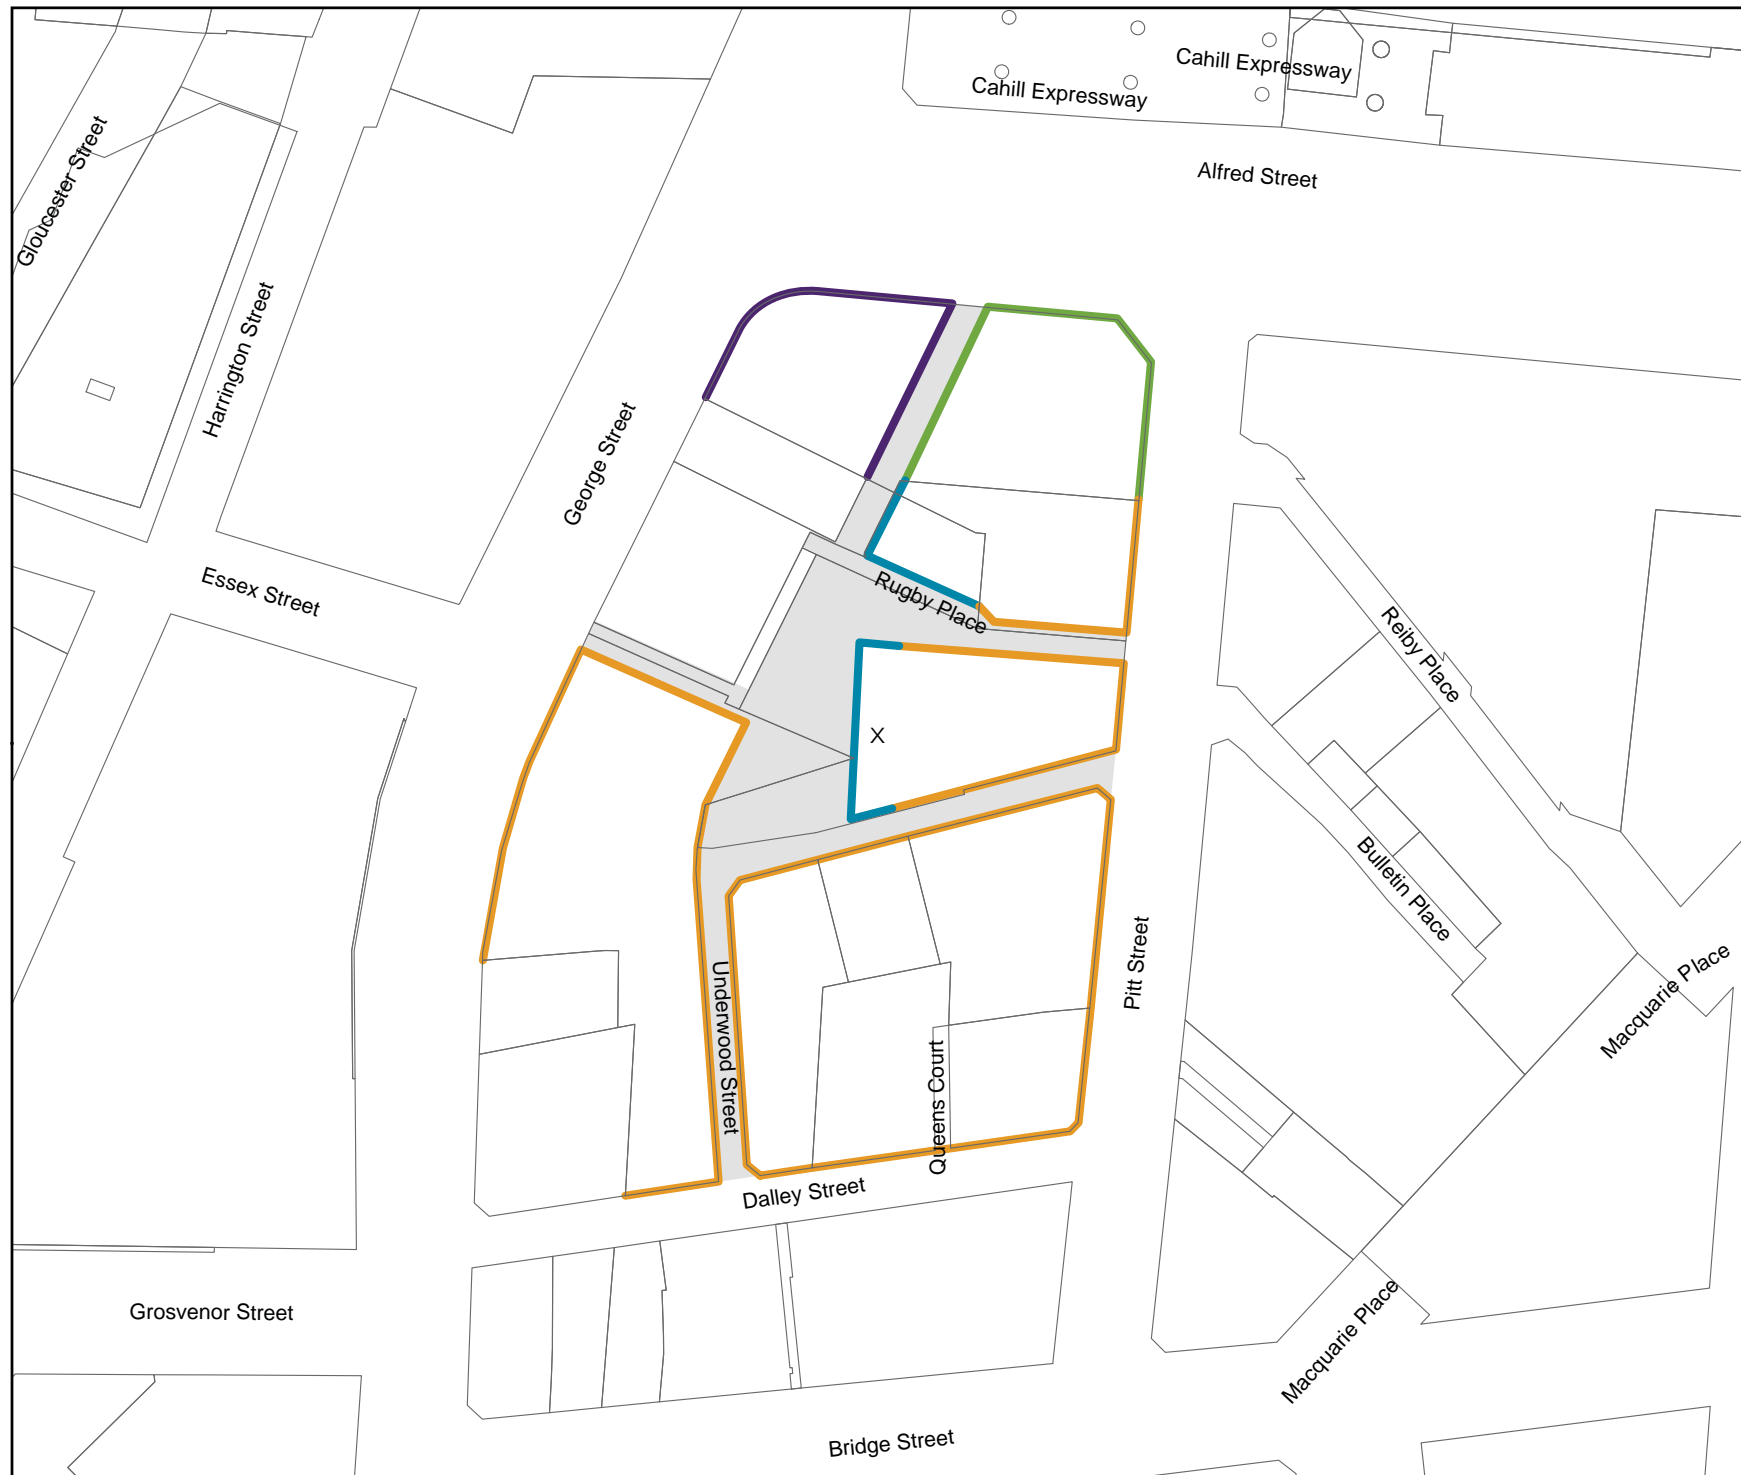 Cahill Expressway
Cahill Expressway
Alfred Street
Gloucester Street
Harrington Street
George Street
Essex Street
Rugby Place
Reiby Place
X
Bulletin Place
Pitt Street
Macquarie Place
Underwood Street
Queens Court
Dalley Street
Grosvenor Street
Macquarie Place
Bridge Street